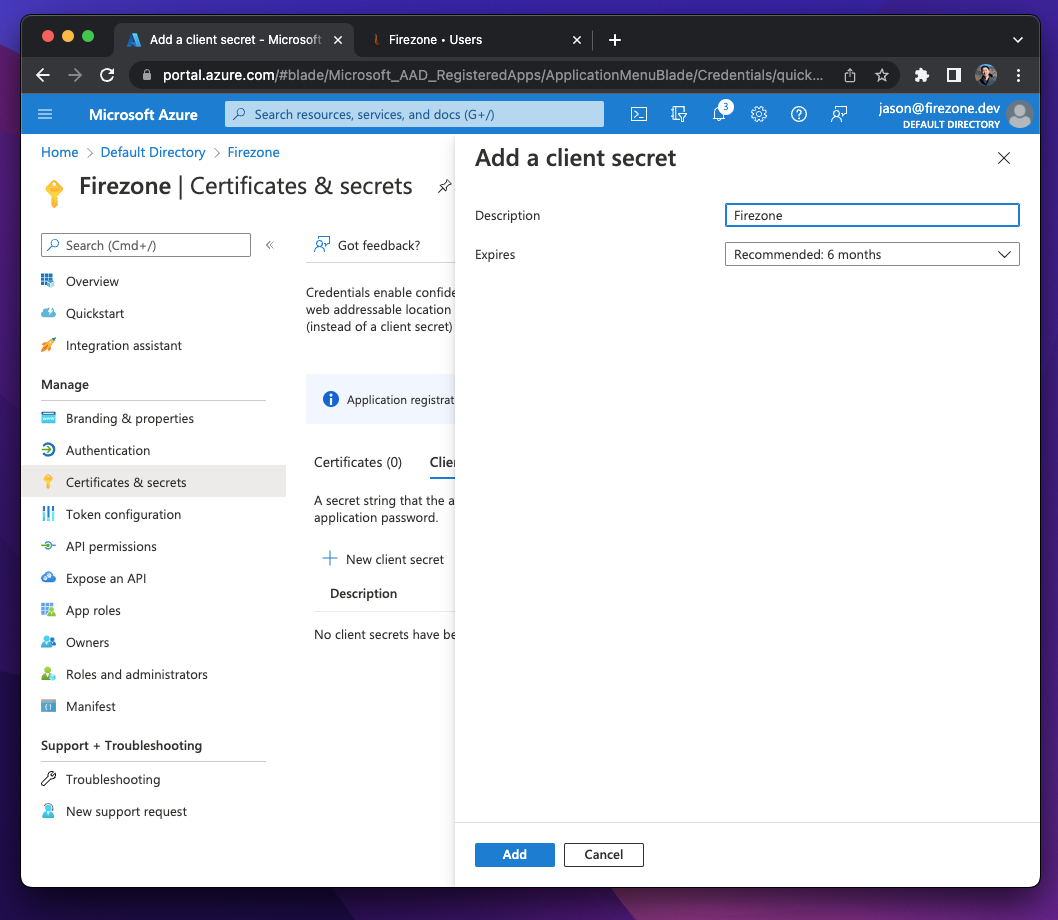 Add a client secret - Microsoft
Firezone • Users
portal.azure.com/#blade/Microsoft_AAD_RegisteredApps/ApplicationMenuBlade/Credentials/quick...
Microsoft Azure
Search resources, services, and docs (G+/)
3
jason@firezone.dev
DEFAULT DIRECTORY
Home > Default Directory > Firezone
Firezone | Certificates & secrets
Search (Cmd+/)
«
Overview
Quickstart
Integration assistant
Manage
Branding & properties
Authentication
Certificates & secrets
Token configuration
API permissions
Expose an API
App roles
Owners
Roles and administrators
Manifest
Support + Troubleshooting
Troubleshooting
New support request
Got feedback?
Credentials enable confide
web addressable location
(instead of a client secret)
Application registrat
Certificates (0)
Clie
A secret string that the a
application password.
New client secret
Description
No client secrets have be
Add a client secret
Description
Firezone
Expires
Recommended: 6 months
Add
Cancel